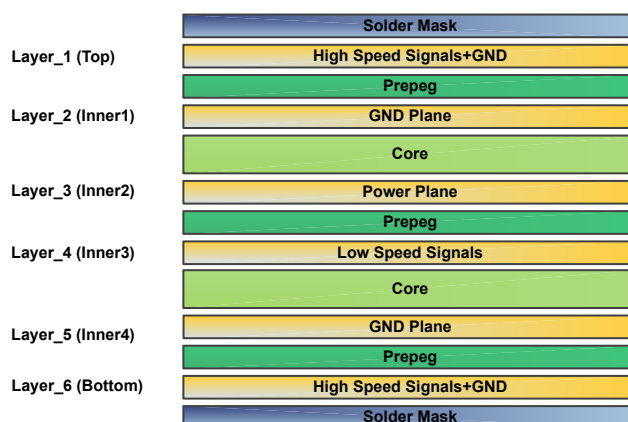 Solder Mask
Layer_1 (Top) High Speed Signals+GND
Prepeg
Layer_2 (Inner1) GND Plane
Core
Layer_3 (Inner2) Power Plane
Prepeg
Layer_4 (Inner3) Low Speed Signals
Core
Layer_5 (Inner4) GND Plane
Prepeg
Layer_6 (Bottom) High Speed Signals+GND
Solder Mask